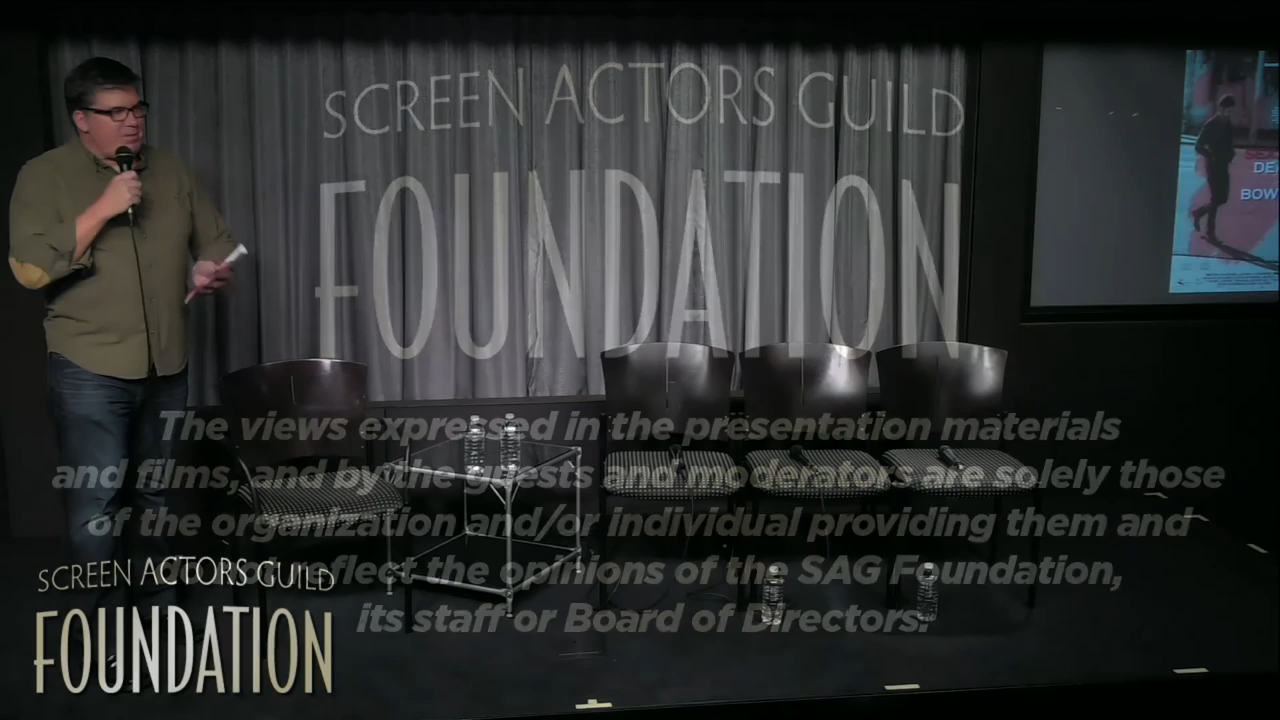 SCREEN ACTORS GUILD
FOUNDATION
DE
BOW
The views expressed in the presentation materials
and films, and by the guests and moderators are solely those
of the organization and/or individual providing them and
reflect the opinions of the SAG Foundation,
its staff or Board of Directors.
SCREEN ACTORS GUILD
FOUNDATION